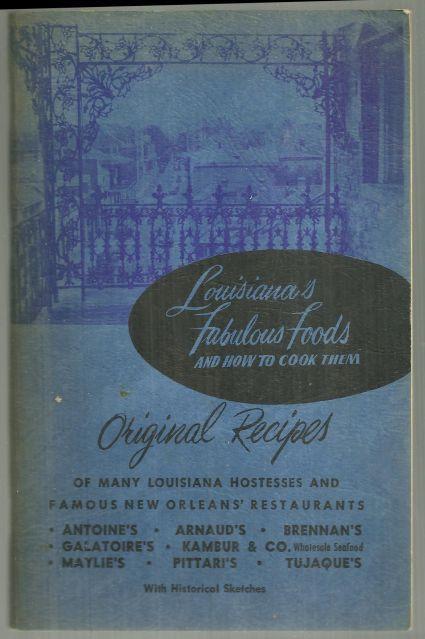 Louisiana's
Fabulous Foods
AND HOW TO COOK THEM
Original Recipes
OF MANY LOUISIANA HOSTESSES AND
FAMOUS NEW ORLEANS' RESTAURANTS
• ANTOINE'S • ARNAUD'S • BRENNAN'S
• GALATOIRE'S • KAMBUR & CO. Wholesale Seafood
• MAYLIE'S • PITTARI'S • TUJAQUE'S
With Historical Sketches